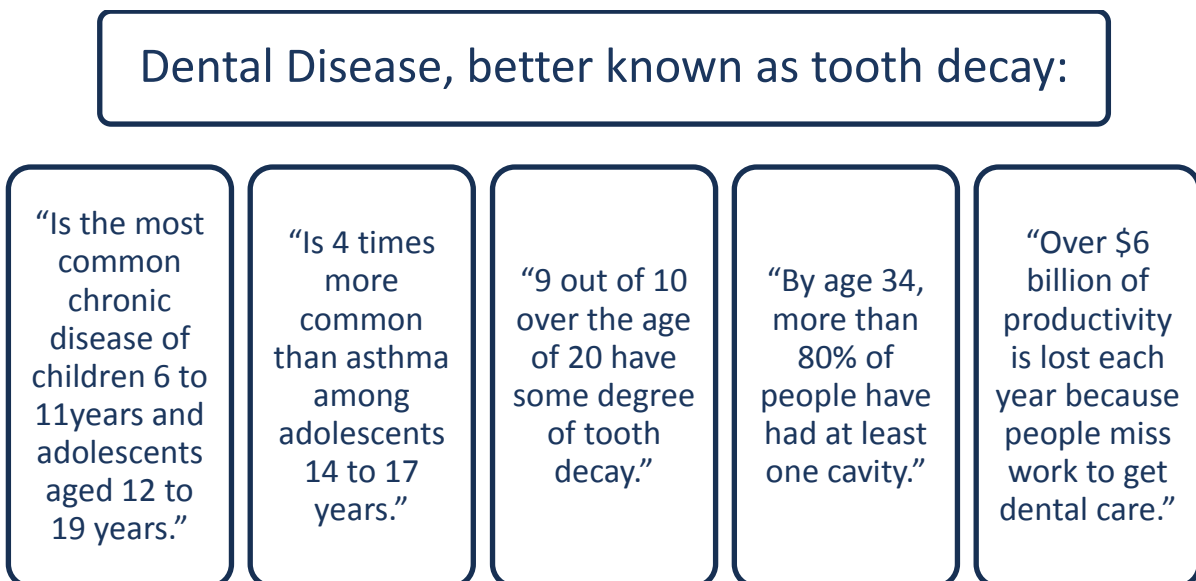 Dental Disease, better known as tooth decay:
“Is the most
common
chronic
disease of
children 6 to
11years and
adolescents
aged 12 to
19 years.”
“Is 4 times
more
common
than asthma
among
adolescents
14 to 17
years.”
“9 out of 10
over the age
of 20 have
some degree
of tooth
decay.”
“By age 34,
more than
80% of
people have
had at least
one cavity.”
“Over $6
billion of
productivity
is lost each
year because
people miss
work to get
dental care.”